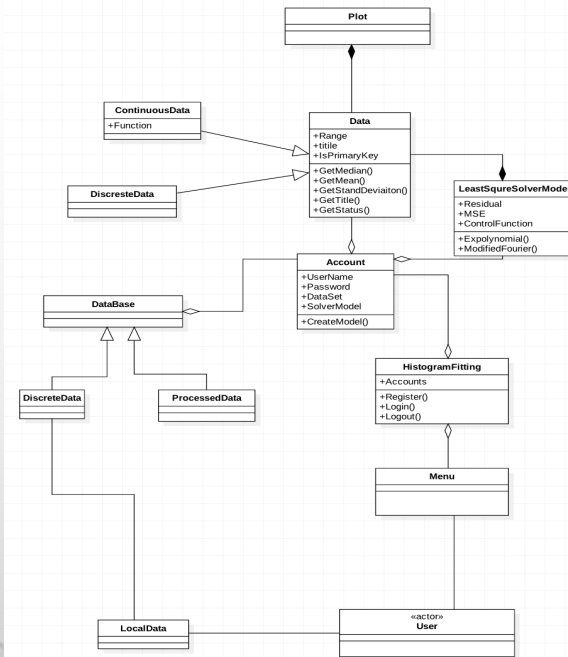 Plot
ContinuousData
+Function
Data
+Range
+titile
+IsPrimaryKey
+GetMedian()
+GetMean()
+GetStandDeviaiton()
+GetTitle()
+GetStatus()
DiscresteData
LeastSqureSolverMode
+Residual
+MSE
+ControlFunction
+Expolynomial()
+ModifiedFourier()
Account
+UserName
+Password
+DataSet
+SolverModel
+CreateModel()
DataBase
HistogramFitting
+Accounts
+Register()
+Login()
+Logout()
DiscreteData
ProcessedData
Menu
«actor»
User
LocalData